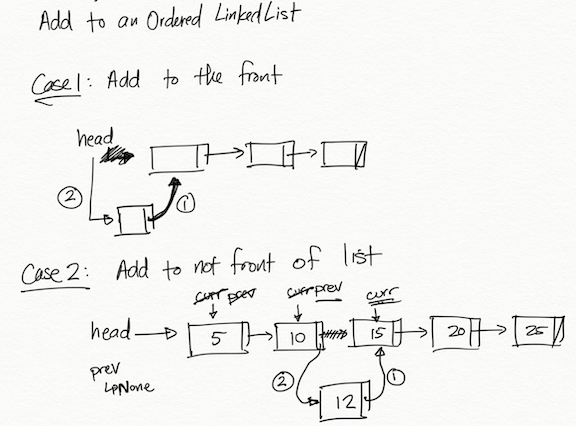 Add to an Ordered LinkedList
Case 1: Add to the front
head
②
①
Case 2: Add to not front of list
curr prev
curr prev
curr
head
5
10
15
20
25
prev
↳None
②
①
12